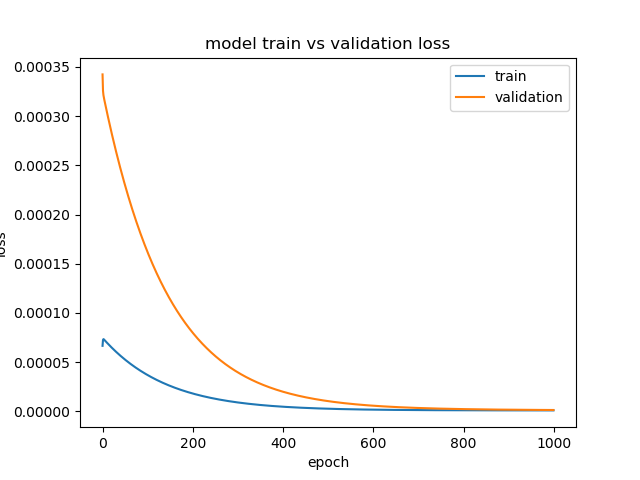 model train vs validation loss
train
validation
0.00035
0.00030
0.00025
0.00020
0.00015
0.00010
0.00005
0.00000
loss
0 200 400 600 800 1000
epoch